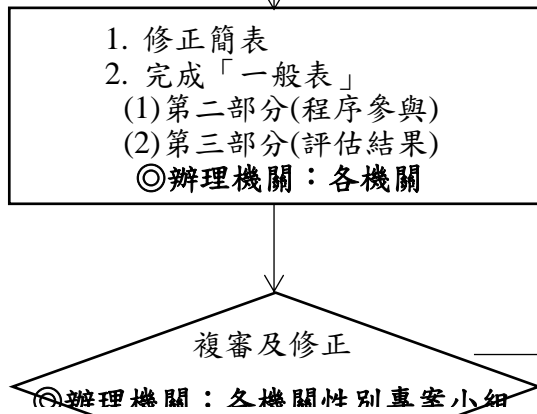 1. 修正簡表
2. 完成「一般表」
(1)第二部分(程序參與)
(2)第三部分(評估結果)
◎辦理機關：各機關
複審及修正
◎辦理機關：各機關性別專案小組